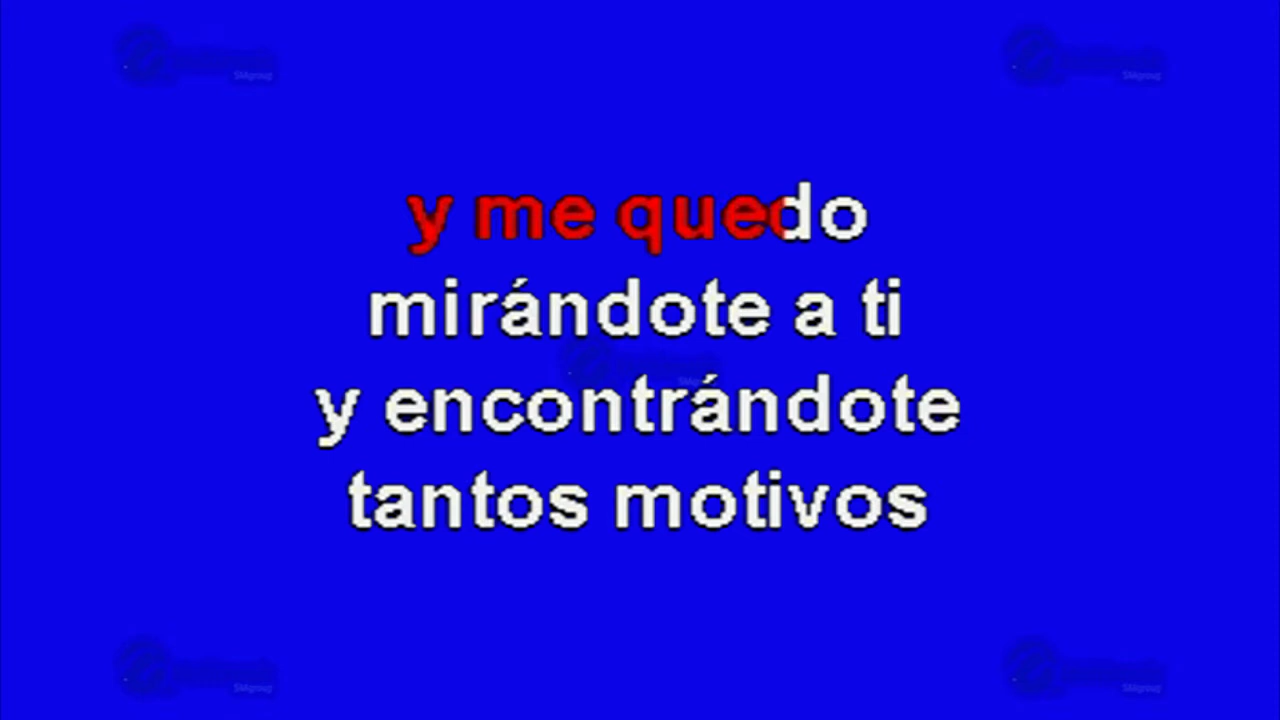 y me quedo
mirándote a ti
y encontrándote
tantos motivos